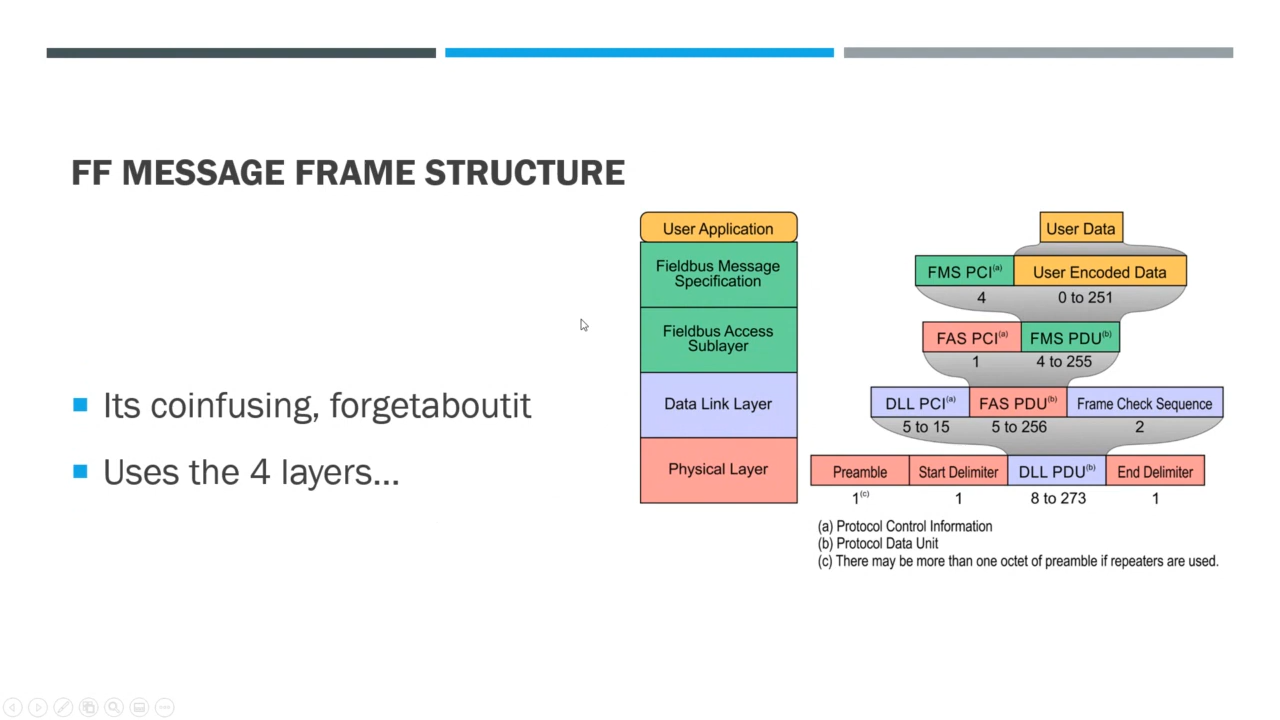 FF MESSAGE FRAME STRUCTURE
Its coinfusing, forgetaboutit
Uses the 4 layers...
User Application
Fieldbus Message
Specification
Fieldbus Access
Sublayer
Data Link Layer
Physical Layer
User Data
FMS PCI(a) User Encoded Data
4 0 to 251
FAS PCI(a) FMS PDU(b)
1 4 to 255
DLL PCI(a) FAS PDU(b) Frame Check Sequence
5 to 15 5 to 256 2
Preamble Start Delimiter DLL PDU(b) End Delimiter
1(c) 1 8 to 273 1
(a) Protocol Control Information
(b) Protocol Data Unit
(c) There may be more than one octet of preamble if repeaters are used.